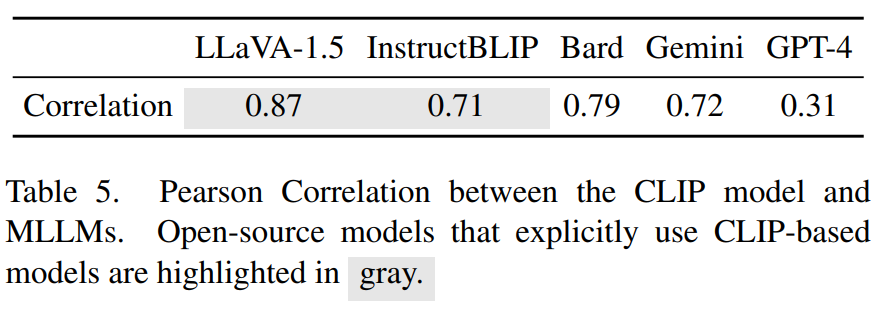 LLaVA-1.5 InstructBLIP Bard Gemini GPT-4
Correlation 0.87 0.71 0.79 0.72 0.31
Table 5. Pearson Correlation between the CLIP model and
MLLMs. Open-source models that explicitly use CLIP-based
models are highlighted in gray.